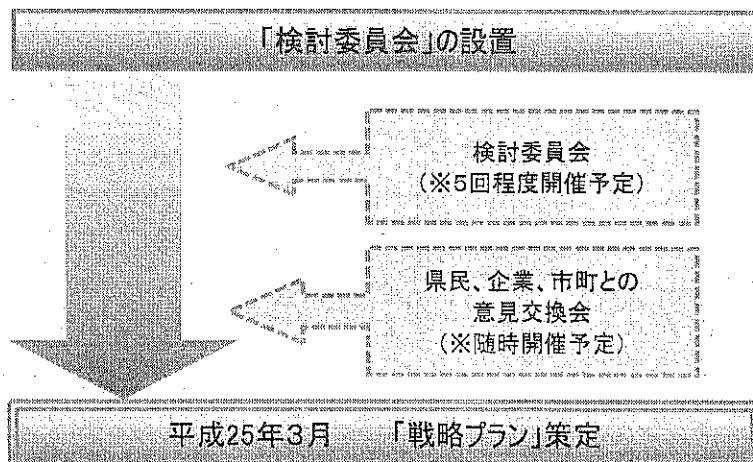 「検討委員会」の設置
検討委員会
(※5回程度開催予定)
県民、企業、市町との
意見交換会
(※随時開催予定)
平成25年3月　「戦略プラン」策定